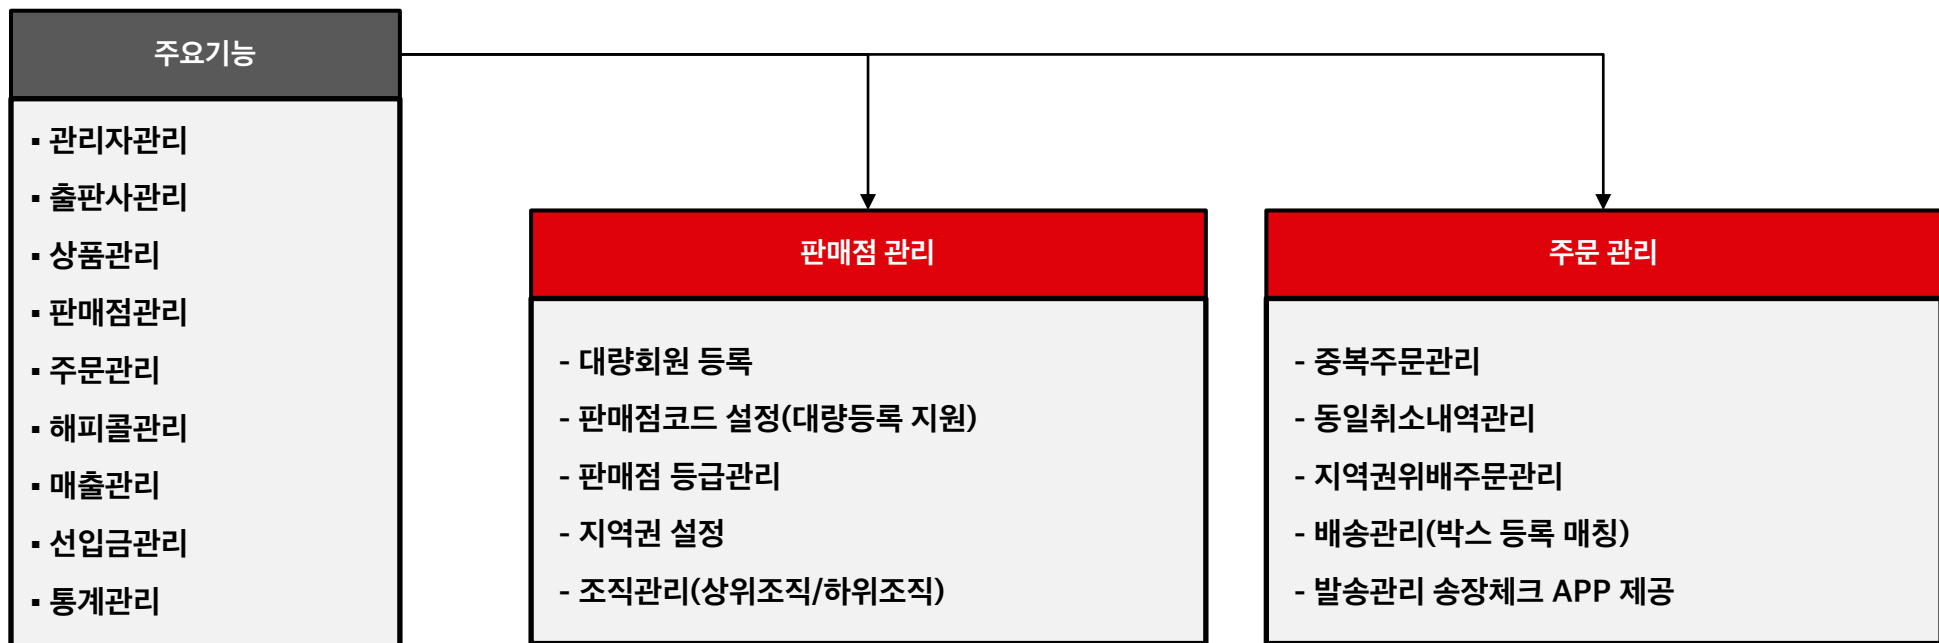 주요기능
▪ 관리자관리
▪ 출판사관리
▪ 상품관리
▪ 판매점관리
▪ 주문관리
▪ 해피콜관리
▪ 매출관리
▪ 선입금관리
▪ 통계관리
판매점 관리
- 대량회원 등록
- 판매점코드 설정(대량등록 지원)
- 판매점 등급관리
- 지역권 설정
- 조직관리(상위조직/하위조직)
주문 관리
- 중복주문관리
- 동일취소내역관리
- 지역권위배주문관리
- 배송관리(박스 등록 매칭)
- 발송관리 송장체크 APP 제공